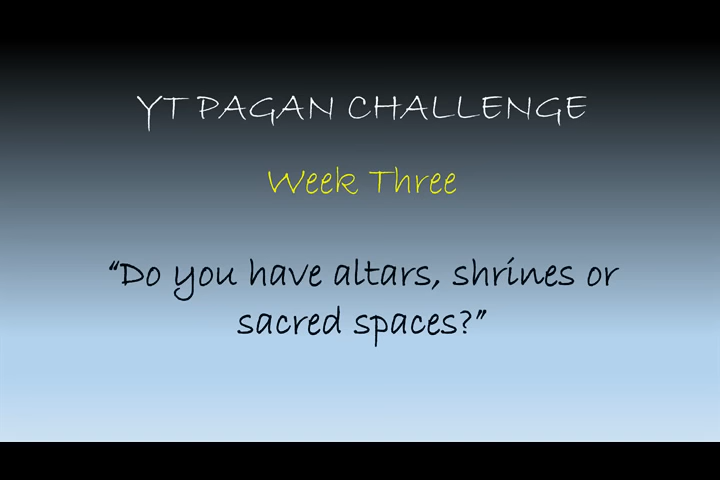 YT PAGAN CHALLENGE
Week Three
“Do you have altars, shrines or
sacred spaces?”